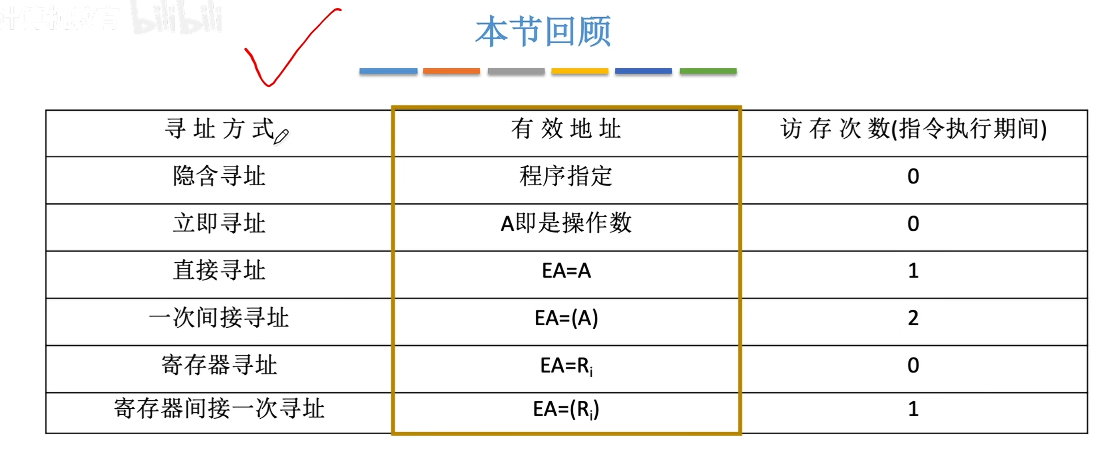 bilibili
本节回顾
寻址方式 有效地址 访存次数(指令执行期间)
隐含寻址 程序指定 0
立即寻址 A即是操作数 0
直接寻址 EA=A 1
一次间接寻址 EA=(A) 2
寄存器寻址 EA=Ri 0
寄存器间接一次寻址 EA=(Ri) 1